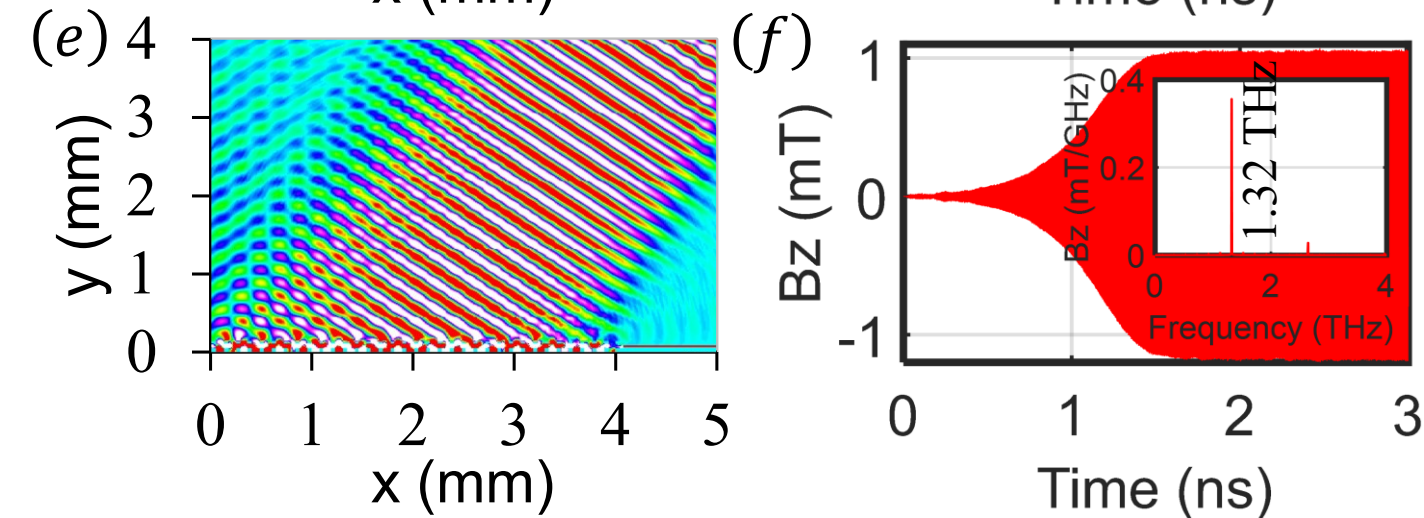 x (mm)
Time (ns)
(e)
4
3
2
1
0
y (mm)
0 1 2 3 4 5
x (mm)
(f)
1
0
-1
Bz (mT)
0.4
0.2
0
Bz (mT/GHz)
1.32 THz
0 2 4
Frequency (THz)
0 1 2 3
Time (ns)